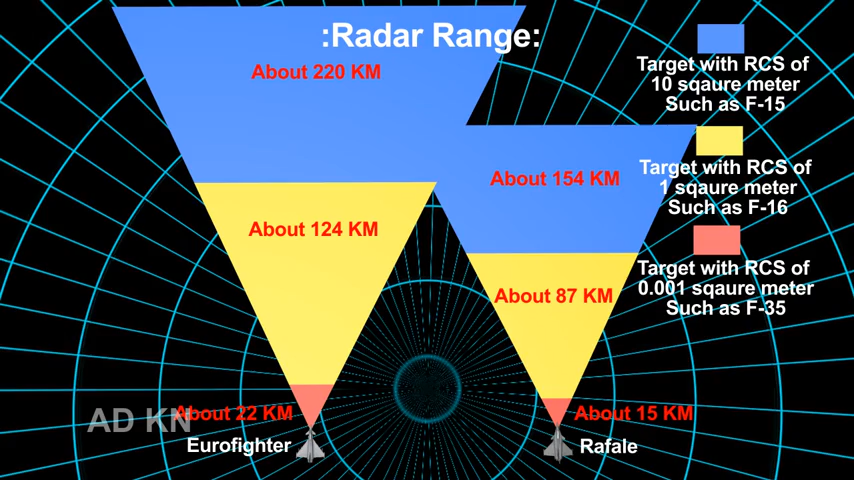 :Radar Range:
About 220 KM
Target with RCS of
10 sqaure meter
Such as F-15
About 154 KM
Target with RCS of
1 sqaure meter
Such as F-16
About 124 KM
About 87 KM
Target with RCS of
0.001 sqaure meter
Such as F-35
AD KN
About 22 KM
About 15 KM
Eurofighter
Rafale